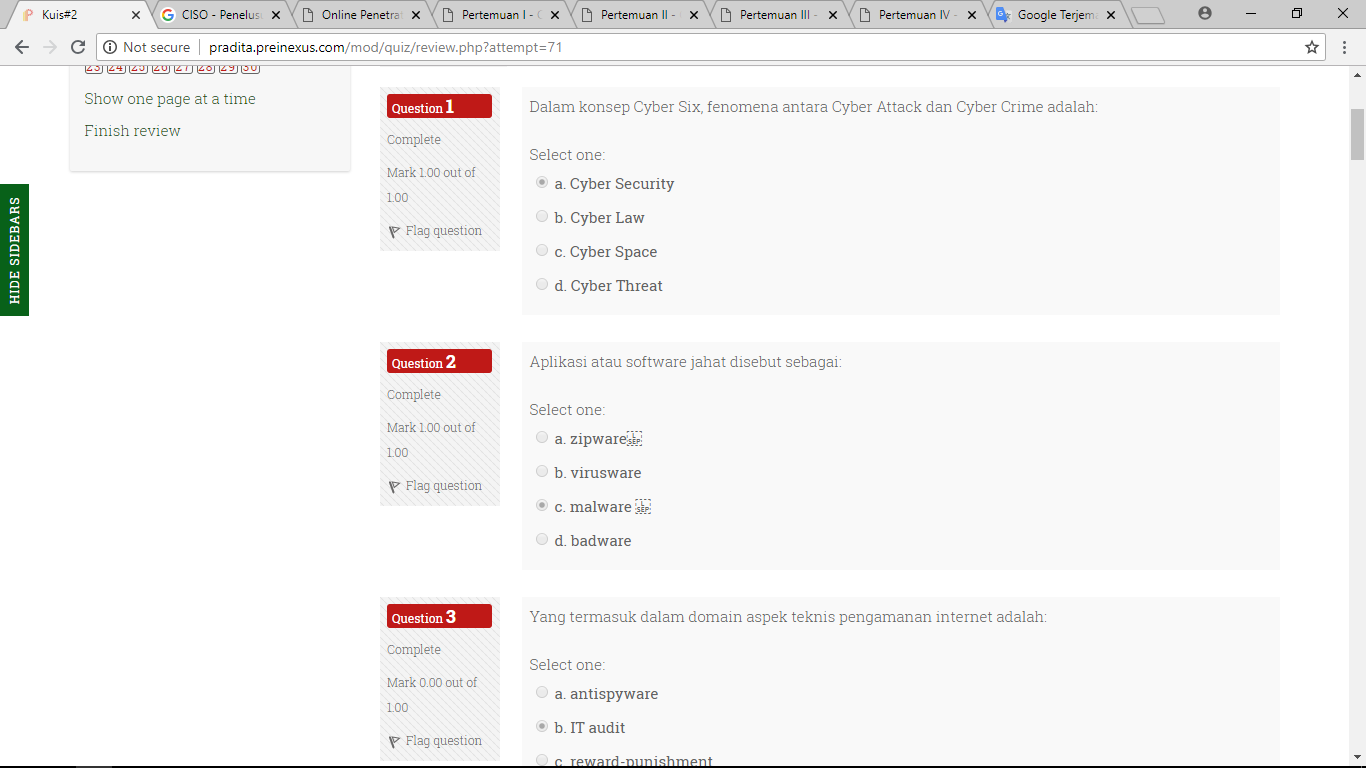 Kuis#2
CISO - Penelus
Online Penetra
Pertemuan I -
Pertemuan II -
Pertemuan III -
Pertemuan IV -
Google Terjem
Not secure
pradita.preinexus.com/mod/quiz/review.php?attempt=71
23 24 25 26 27 28 29 30
Show one page at a time
Finish review
HIDE SIDEBARS
Question 1
Complete
Mark 1.00 out of
1.00
Flag question
Dalam konsep Cyber Six, fenomena antara Cyber Attack dan Cyber Crime adalah:
Select one:
a. Cyber Security
b. Cyber Law
c. Cyber Space
d. Cyber Threat
Question 2
Complete
Mark 1.00 out of
1.00
Flag question
Aplikasi atau software jahat disebut sebagai:
Select one:
a. zipware
b. virusware
c. malware
d. badware
Question 3
Complete
Mark 0.00 out of
1.00
Flag question
Yang termasuk dalam domain aspek teknis pengamanan internet adalah:
Select one:
a. antispyware
b. IT audit
c. reward-punishment